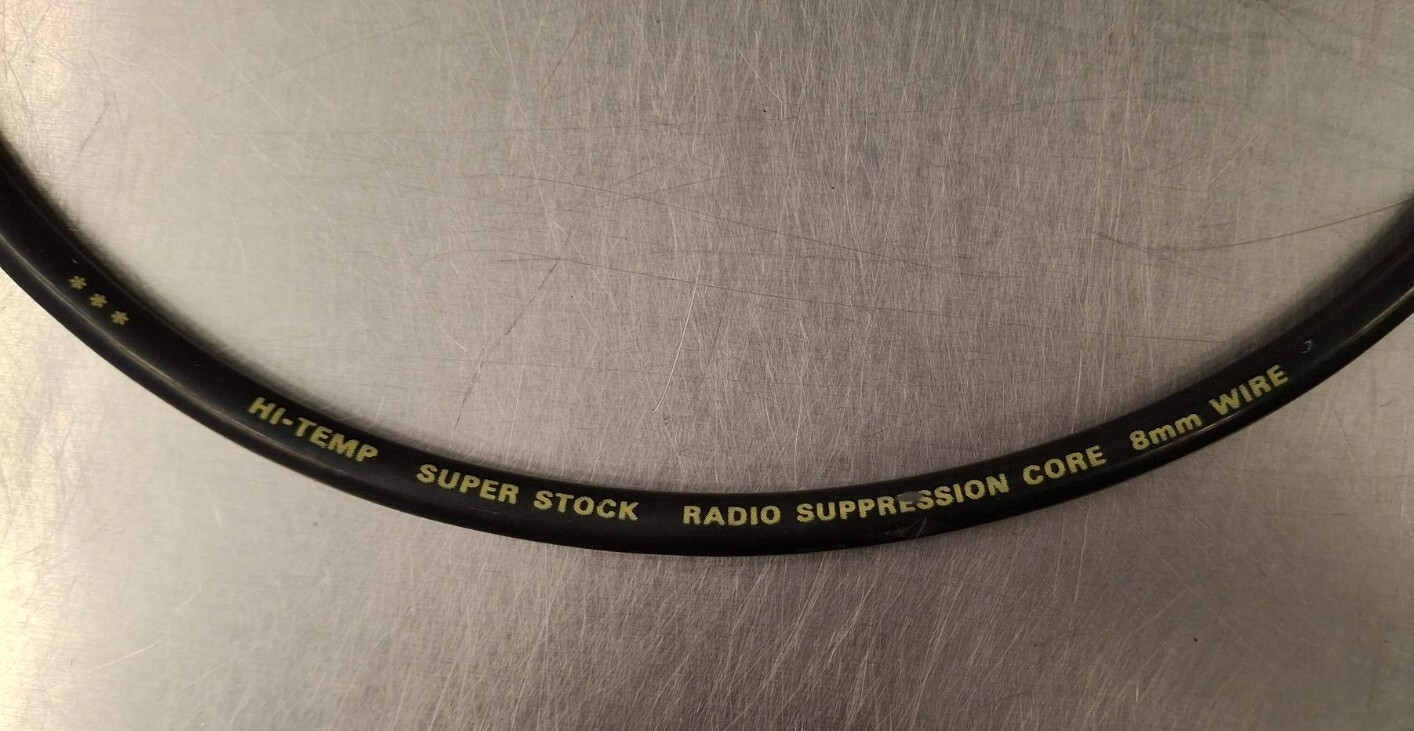 *** HI-TEMP SUPER STOCK RADIO SUPPRESSION CORE 8mm WIRE